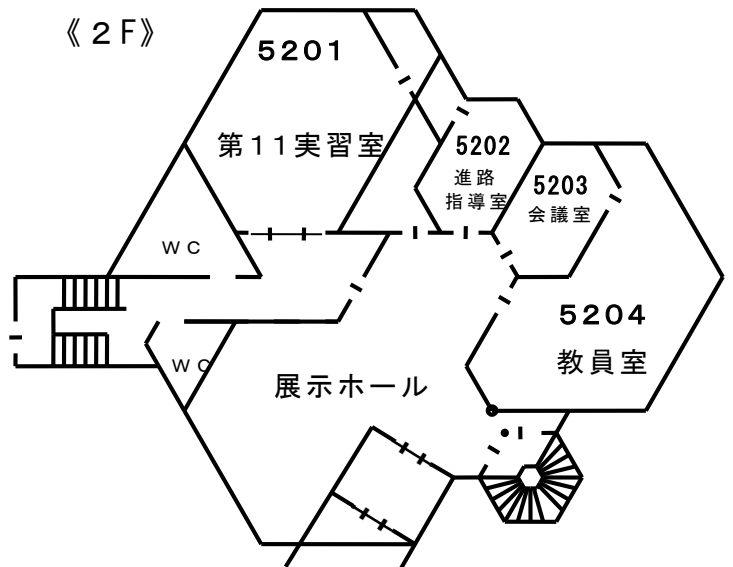 《２Ｆ》
５２０１
第１１実習室
5202
進路
指導室
5203
会議室
ＷＣ
５２０４
教員室
ＷＣ
展示ホール